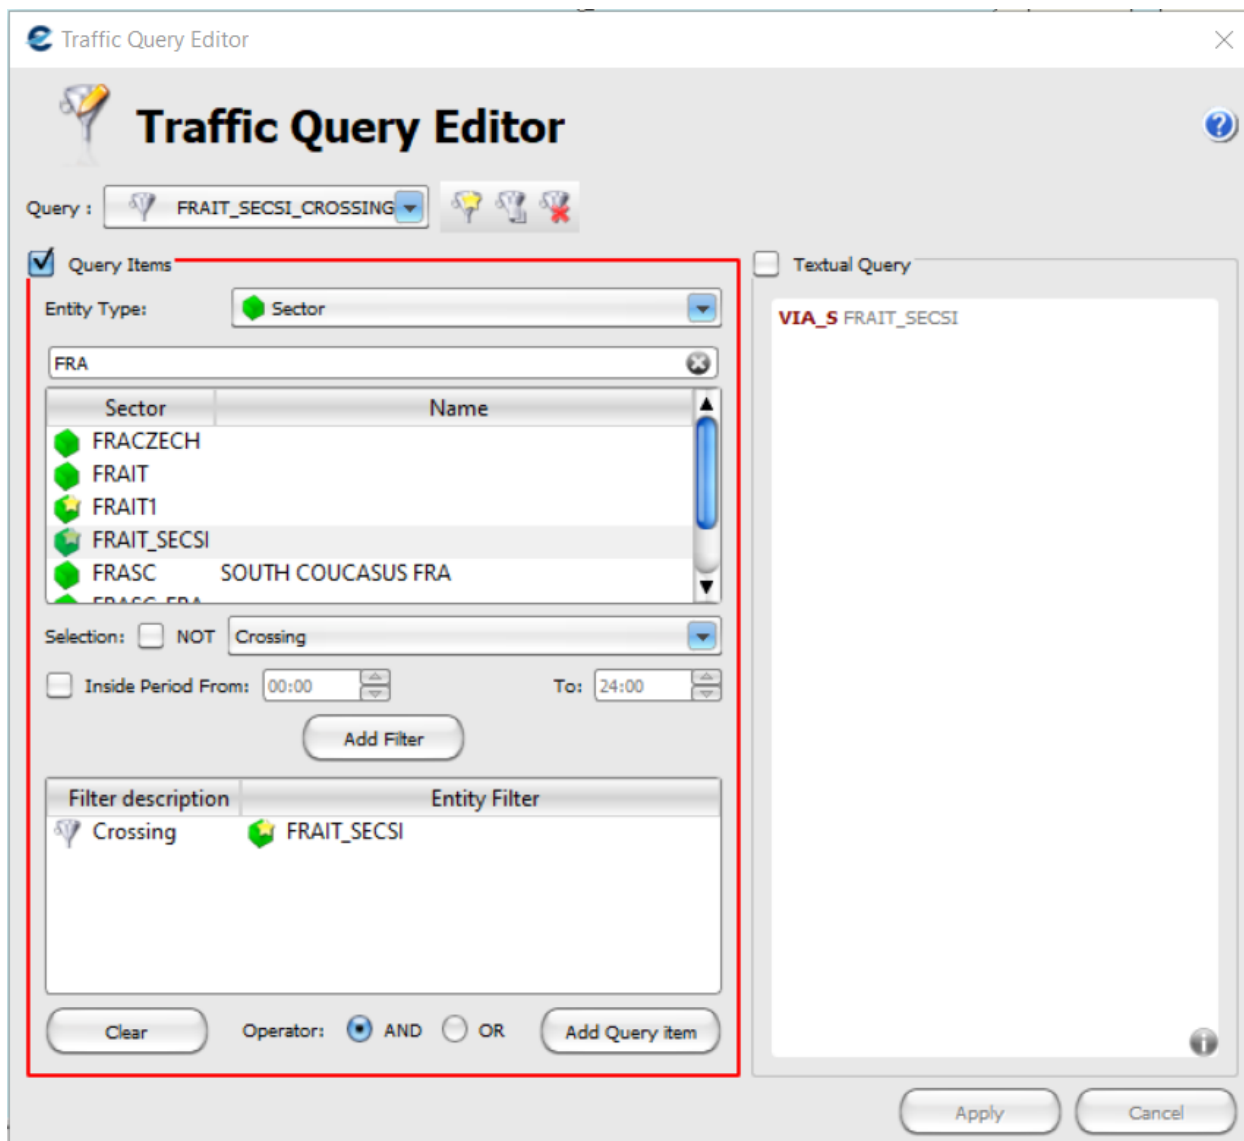 Traffic Query Editor
Traffic Query Editor
Query : FRAIT_SECSI_CROSSING
Query Items
Entity Type: Sector
FRA
Sector Name
FRACZECH
FRAIT
FRAIT1
FRAIT_SECSI
FRASC SOUTH COUCASUS FRA
FRASC_FRA
Selection: NOT Crossing
Inside Period From: 00:00 To: 24:00
Add Filter
Filter description Entity Filter
Crossing FRAIT_SECSI
Clear Operator: AND OR Add Query item
Textual Query
VIA_S FRAIT_SECSI
Apply Cancel